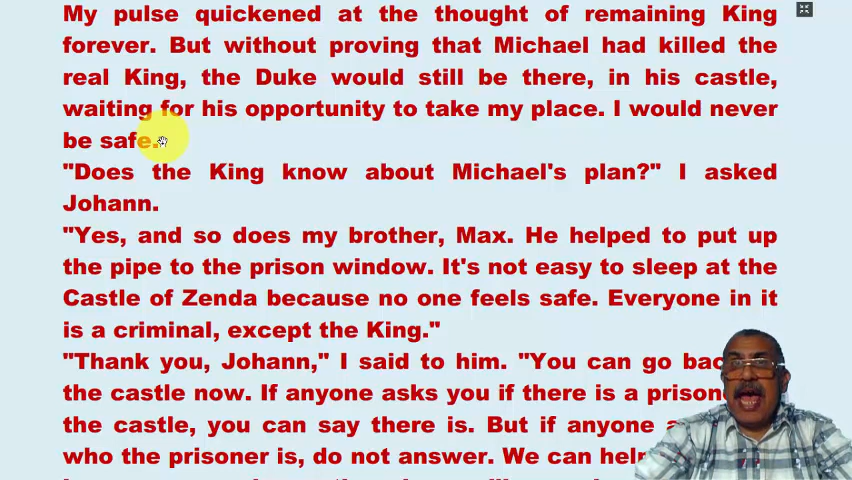 My pulse quickened at the thought of remaining King
forever. But without proving that Michael had killed the
real King, the Duke would still be there, in his castle,
waiting for his opportunity to take my place. I would never
be safe.
"Does the King know about Michael's plan?" I asked
Johann.
"Yes, and so does my brother, Max. He helped to put up
the pipe to the prison window. It's not easy to sleep at the
Castle of Zenda because no one feels safe. Everyone in it
is a criminal, except the King."
"Thank you, Johann," I said to him. "You can go
the castle now. If anyone asks you if there is a
the castle, you can say there is. But if anyone
who the prisoner is, do not answer. We can